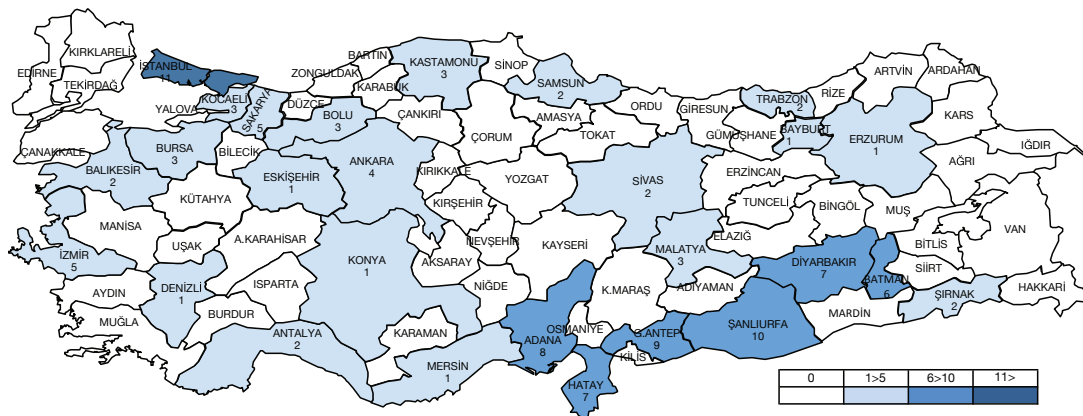 KIRKLARELİ
EDİRNE
TEKİRDAĞ
İSTANBUL
11
YALOVA
KOCAELİ
3
SAKARYA
5
DÜZCE
ZONGULDAK
BARTIN
KARABÜK
KASTAMONU
3
SİNOP
SAMSUN
2
ORDU
GİRESUN
TRABZON
2
RİZE
ARTVİN
ARDAHAN
KARS
IĞDIR
AĞRI
ERZURUM
1
BAYBURT
1
GÜMÜŞHANE
TOKAT
AMASYA
ÇORUM
ÇANKIRI
BOLU
3
BİLECİK
BURSA
3
ÇANAKKALE
BALIKESİR
2
KÜTAHYA
ESKİŞEHİR
1
ANKARA
4
KIRIKKALE
KIRŞEHİR
YOZGAT
SİVAS
2
ERZİNCAN
TUNCELİ
BİNGÖL
MUŞ
VAN
BİTLİS
SİİRT
HAKKARİ
ŞIRNAK
2
BATMAN
6
DİYARBAKIR
7
MARDİN
ELAZIĞ
MALATYA
3
ADIYAMAN
ŞANLIURFA
10
G.ANTEP
9
KİLİS
K.MARAŞ
OSMANİYE
HATAY
7
ADANA
8
KAYSERİ
NEVŞEHİR
NİĞDE
AKSARAY
KONYA
1
KARAMAN
MERSİN
1
ANTALYA
2
ISPARTA
BURDUR
A.KARAHİSAR
UŞAK
DENİZLİ
1
MANİSA
İZMİR
5
AYDIN
MUĞLA
0 1>5 6>10 11>